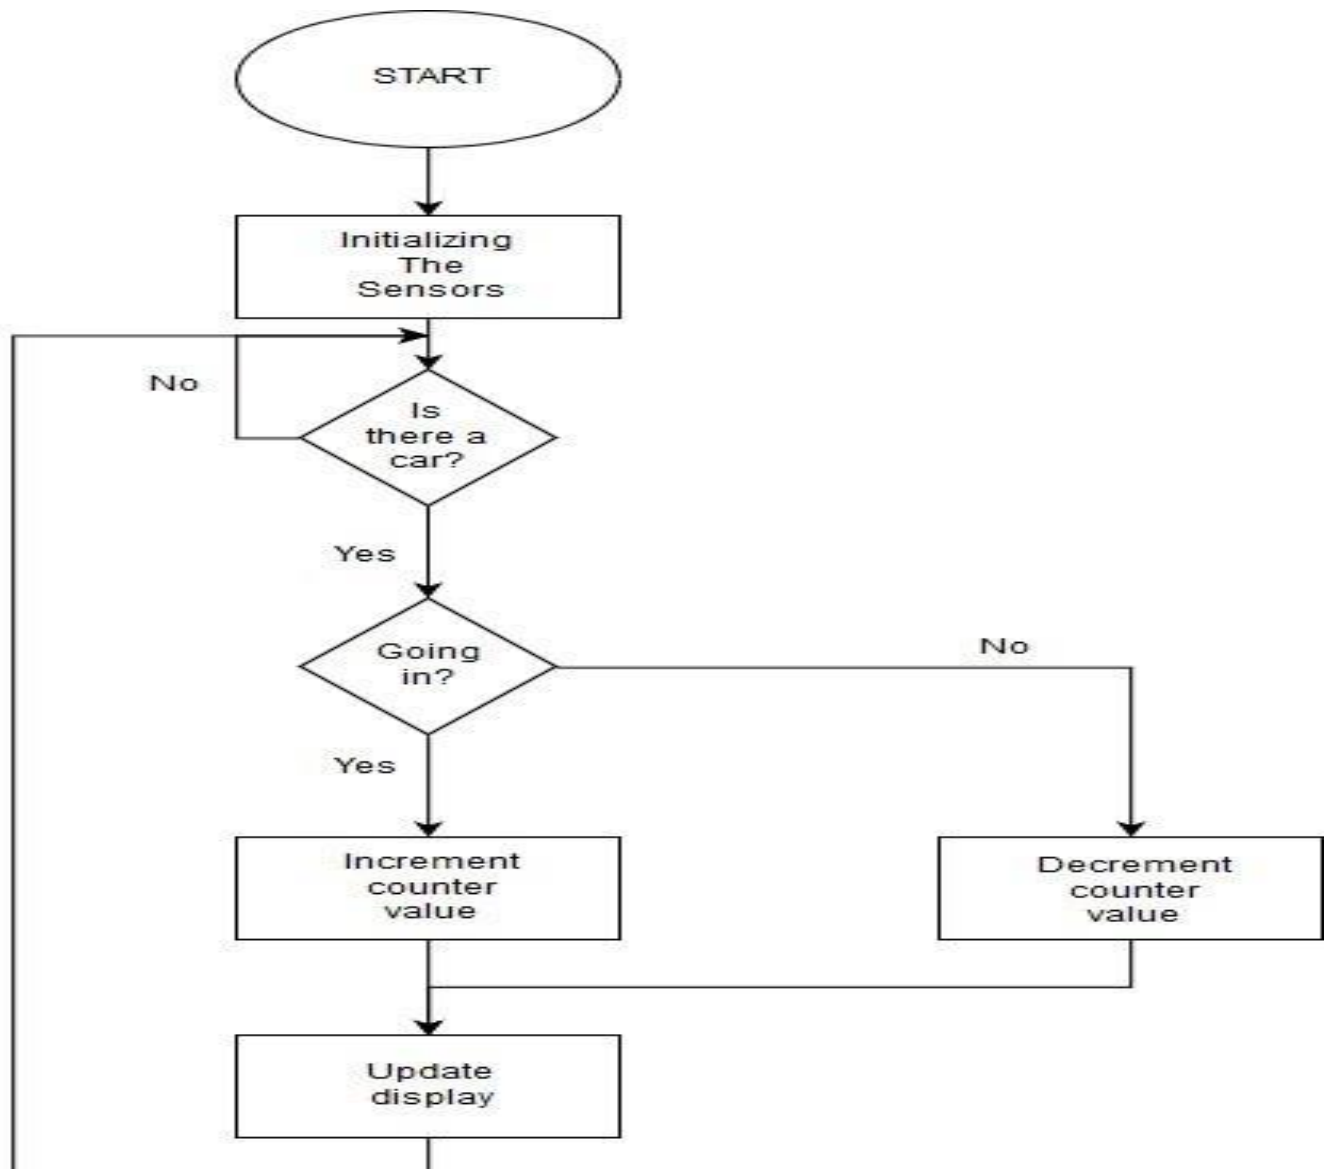 START
Initializing
The
Sensors
No
Is
there a
car?
Yes
Going
in?
No
Yes
Increment
counter
value
Decrement
counter
value
Update
display